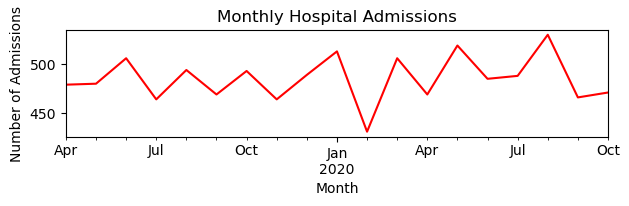 Monthly Hospital Admissions
Number of Admissions
500
450
Apr Jul Oct Jan Apr Jul Oct
2020
Month